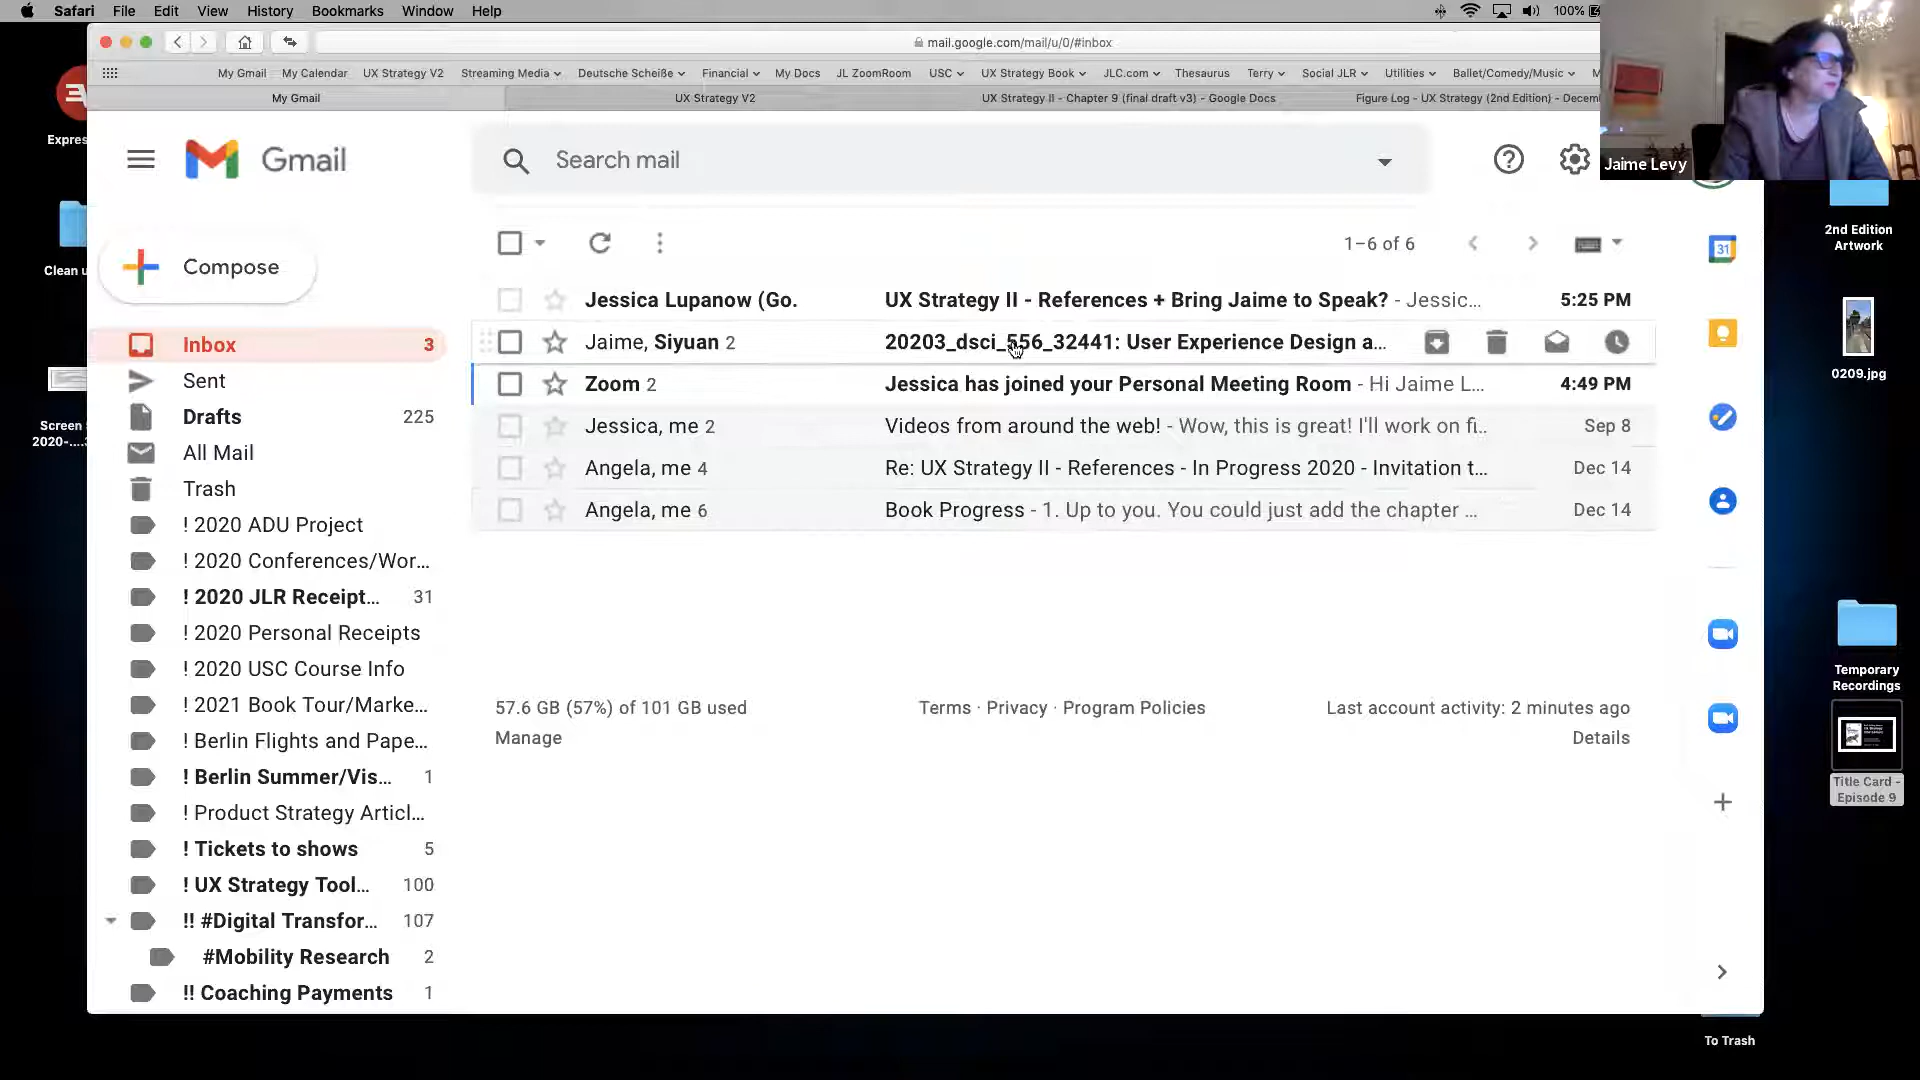 Safari File Edit View History Bookmarks Window Help 100%
mail.google.com/mail/u/0/#inbox
My Gmail My Calendar UX Strategy V2 Streaming Media Deutsche Scheiße Financial My Docs JL ZoomRoom USC UX Strategy Book JLC.com Thesaurus Terry Social JLR Utilities Ballet/Comedy/Music
My Gmail UX Strategy V2 UX Strategy II - Chapter 9 (final draft v3) - Google Docs Figure Log - UX Strategy (2nd Edition) - Decem
Gmail
Search mail
Jaime Levy
Compose
1–6 of 6
31
Jessica Lupanow (Go. UX Strategy II - References + Bring Jaime to Speak? - Jessic... 5:25 PM
Jaime, Siyuan 2 20203_dsci_556_32441: User Experience Design a...
Zoom 2 Jessica has joined your Personal Meeting Room - Hi Jaime L... 4:49 PM
Jessica, me 2 Videos from around the web! - Wow, this is great! I'll work on fi... Sep 8
Angela, me 4 Re: UX Strategy II - References - In Progress 2020 - Invitation t... Dec 14
Angela, me 6 Book Progress - 1. Up to you. You could just add the chapter ... Dec 14
57.6 GB (57%) of 101 GB used
Manage
Terms · Privacy · Program Policies
Last account activity: 2 minutes ago
Details
Inbox 3
Sent
Drafts 225
All Mail
Trash
! 2020 ADU Project
! 2020 Conferences/Wor...
! 2020 JLR Receipt... 31
! 2020 Personal Receipts
! 2020 USC Course Info
! 2021 Book Tour/Marke...
! Berlin Flights and Pape...
! Berlin Summer/Vis... 1
! Product Strategy Articl...
! Tickets to shows 5
! UX Strategy Tool... 100
!! #Digital Transfor... 107
#Mobility Research 2
!! Coaching Payments 1
Expres
Clean u
Screen
2020-....3
2nd Edition
Artwork
0209.jpg
Temporary
Recordings
Title Card -
Episode 9
To Trash